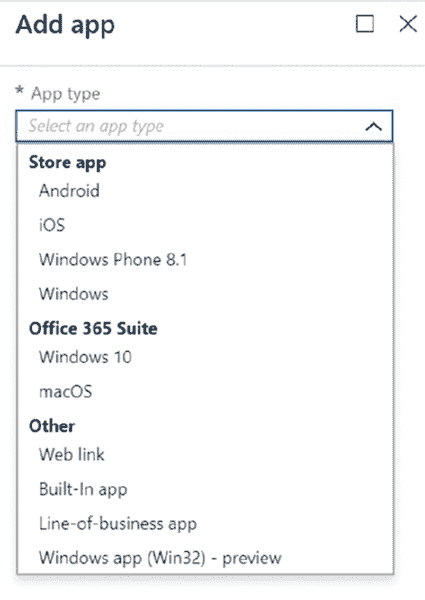 Add app
* App type
Select an app type
Store app
Android
iOS
Windows Phone 8.1
Windows
Office 365 Suite
Windows 10
macOS
Other
Web link
Built-In app
Line-of-business app
Windows app (Win32) - preview